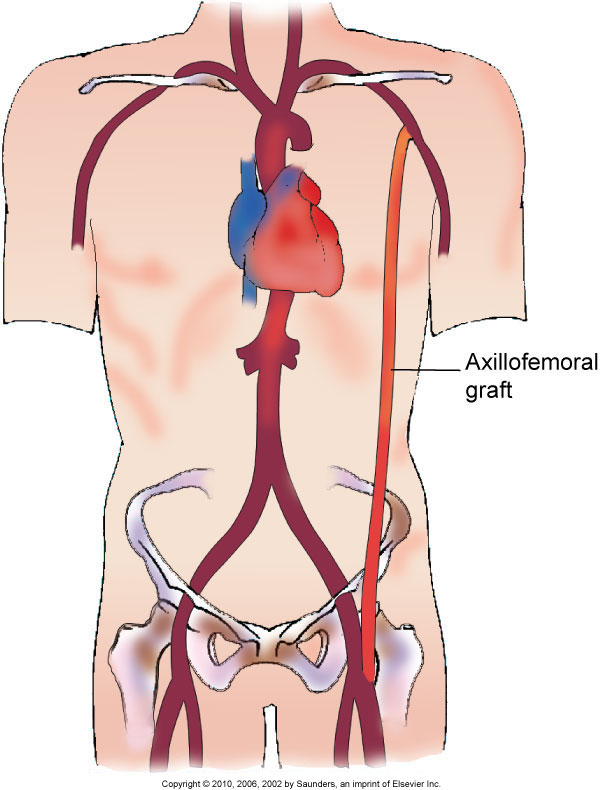 Axillofemoral
graft
Copyright © 2010, 2006, 2002 by Saunders, an imprint of Elsevier Inc.